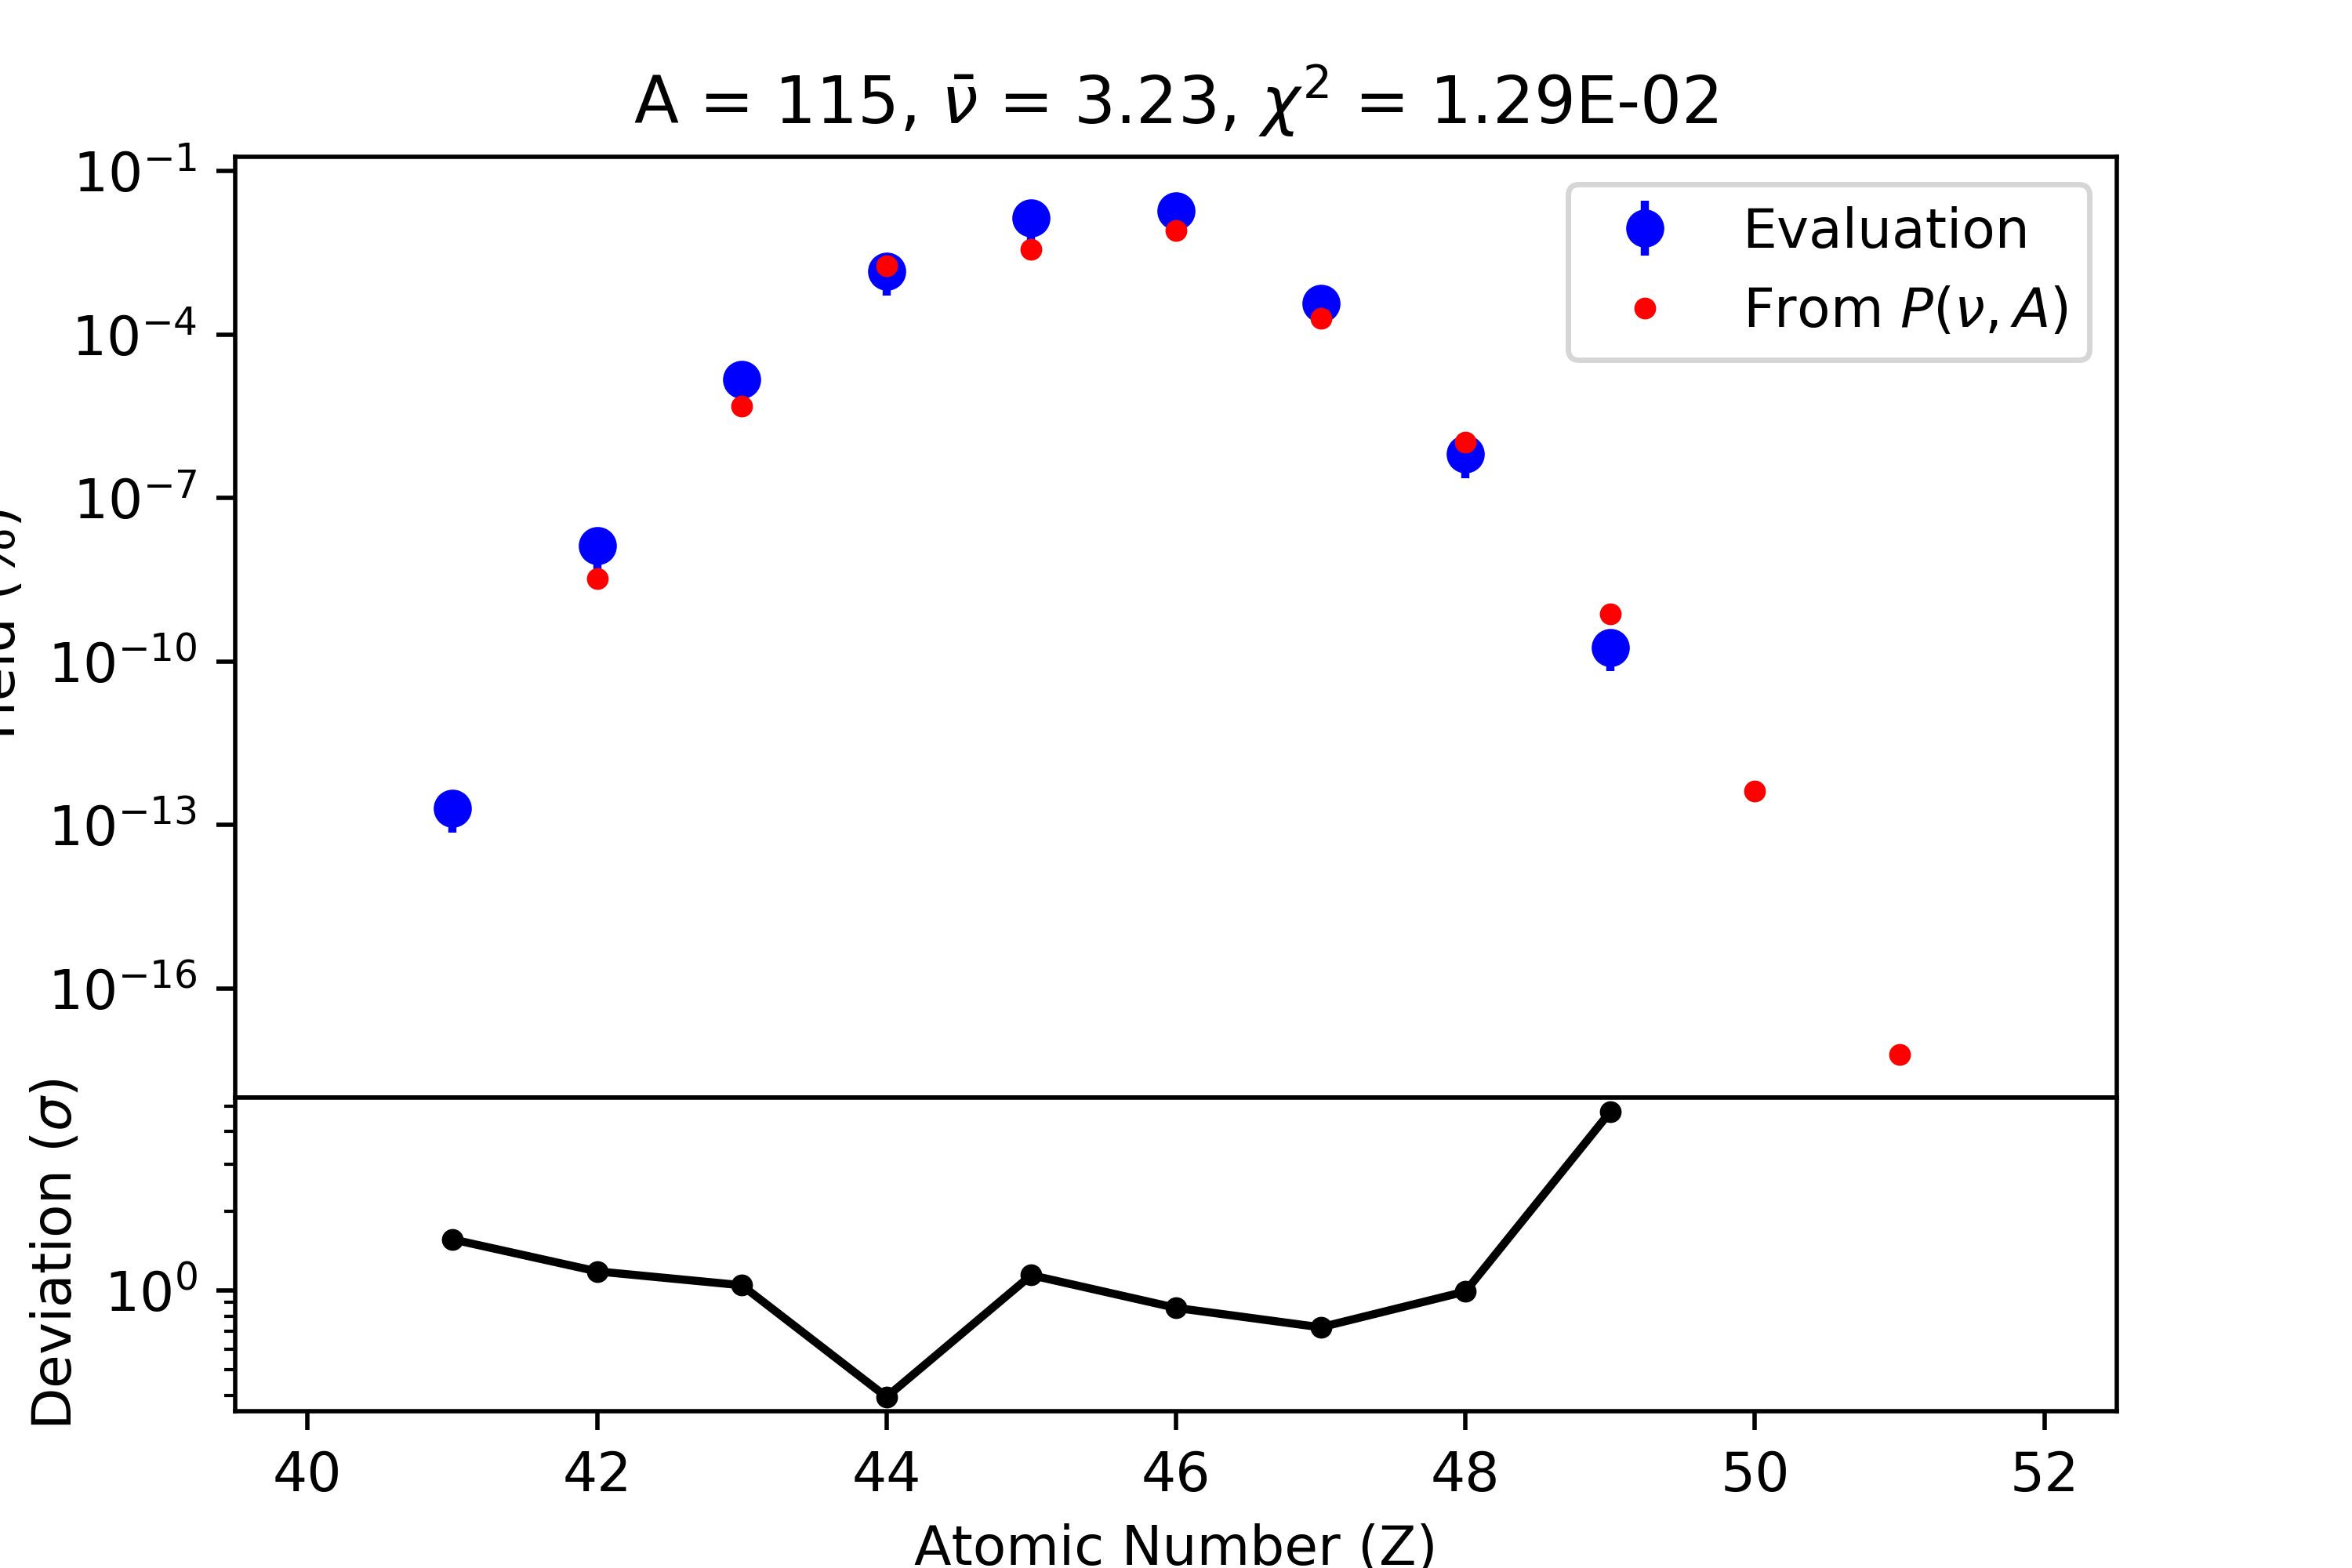 A = 115, ν̄ = 3.23, χ² = 1.29E-02
10⁻¹
10⁻⁴
10⁻⁷
10⁻¹⁰
10⁻¹³
10⁻¹⁶
(%)
Evaluation
From P(ν, A)
Deviation (σ)
10⁰
40 42 44 46 48 50 52
Atomic Number (Z)